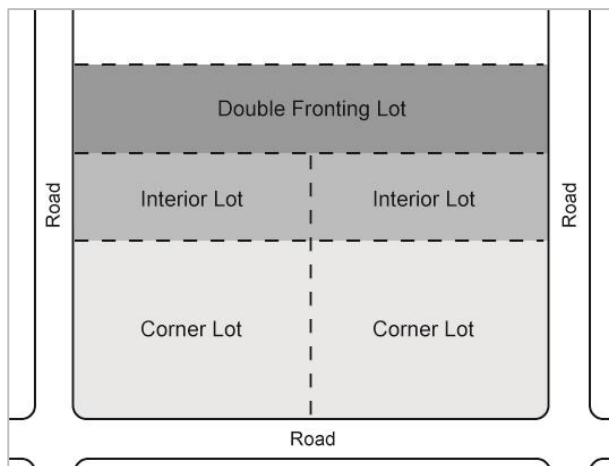 Double Fronting Lot
Road
Interior Lot
Interior Lot
Road
Corner Lot
Corner Lot
Road